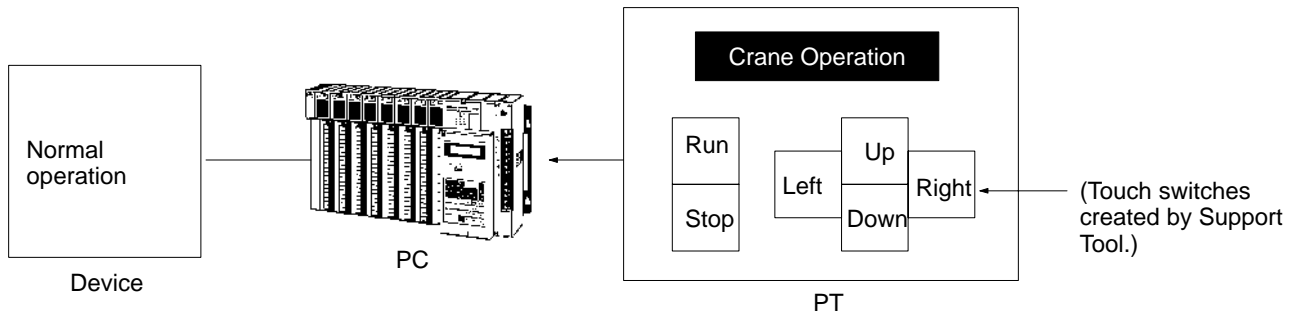 Crane Operation
Normal
operation
Run
Stop
Left
Up
Down
Right
(Touch switches
created by Support
Tool.)
Device
PC
PT